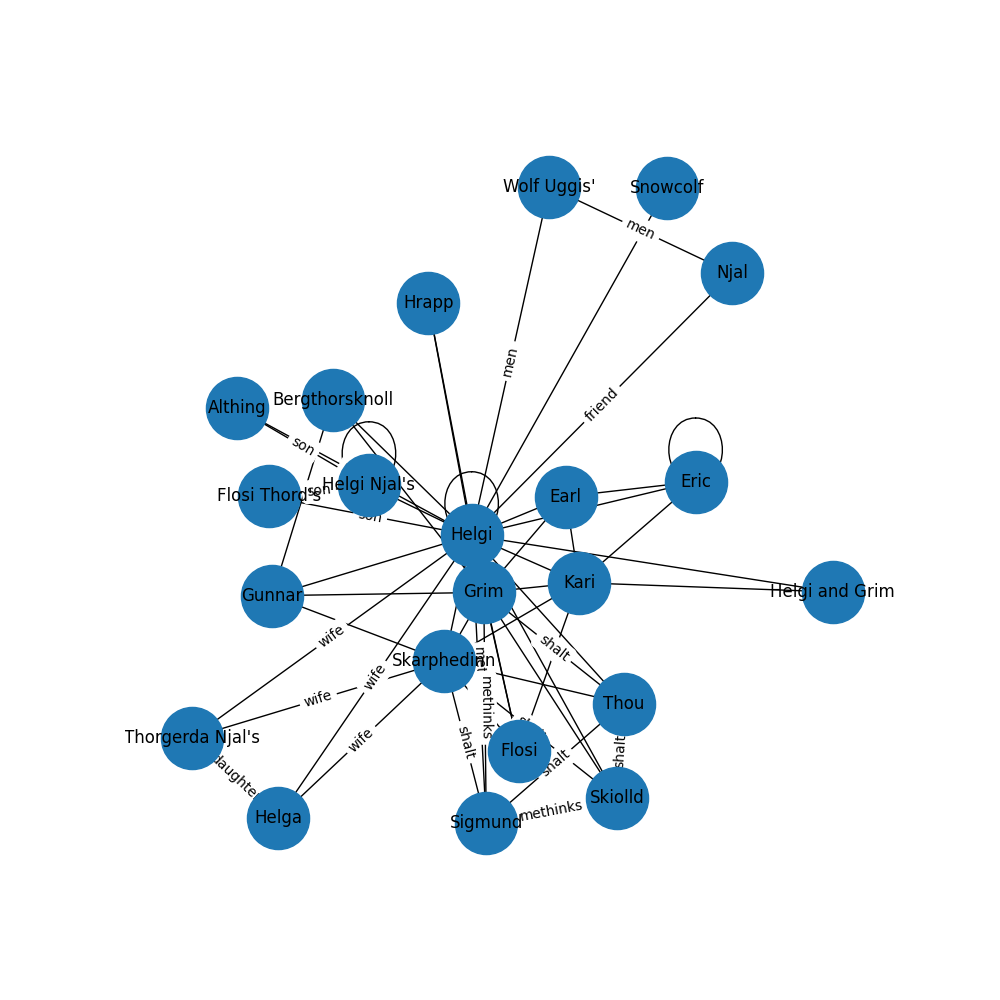 Wolf Uggis'
Snowcolf
men
Njal
Hrapp
men
friend
Bergthorsknoll
Althing
son
Eric
Helgi Njal's
Flosi Thord's
son
Earl
son
Helgi
Kari
Grim
Helgi and Grim
Gunnar
wife
shalt
met
Skarphedinn
wife
wife
methinks
Thou
Thorgerda Njal's
wife
shalt
shalt
Flosi
shalt
daughter
Skiolld
methinks
Helga
Sigmund